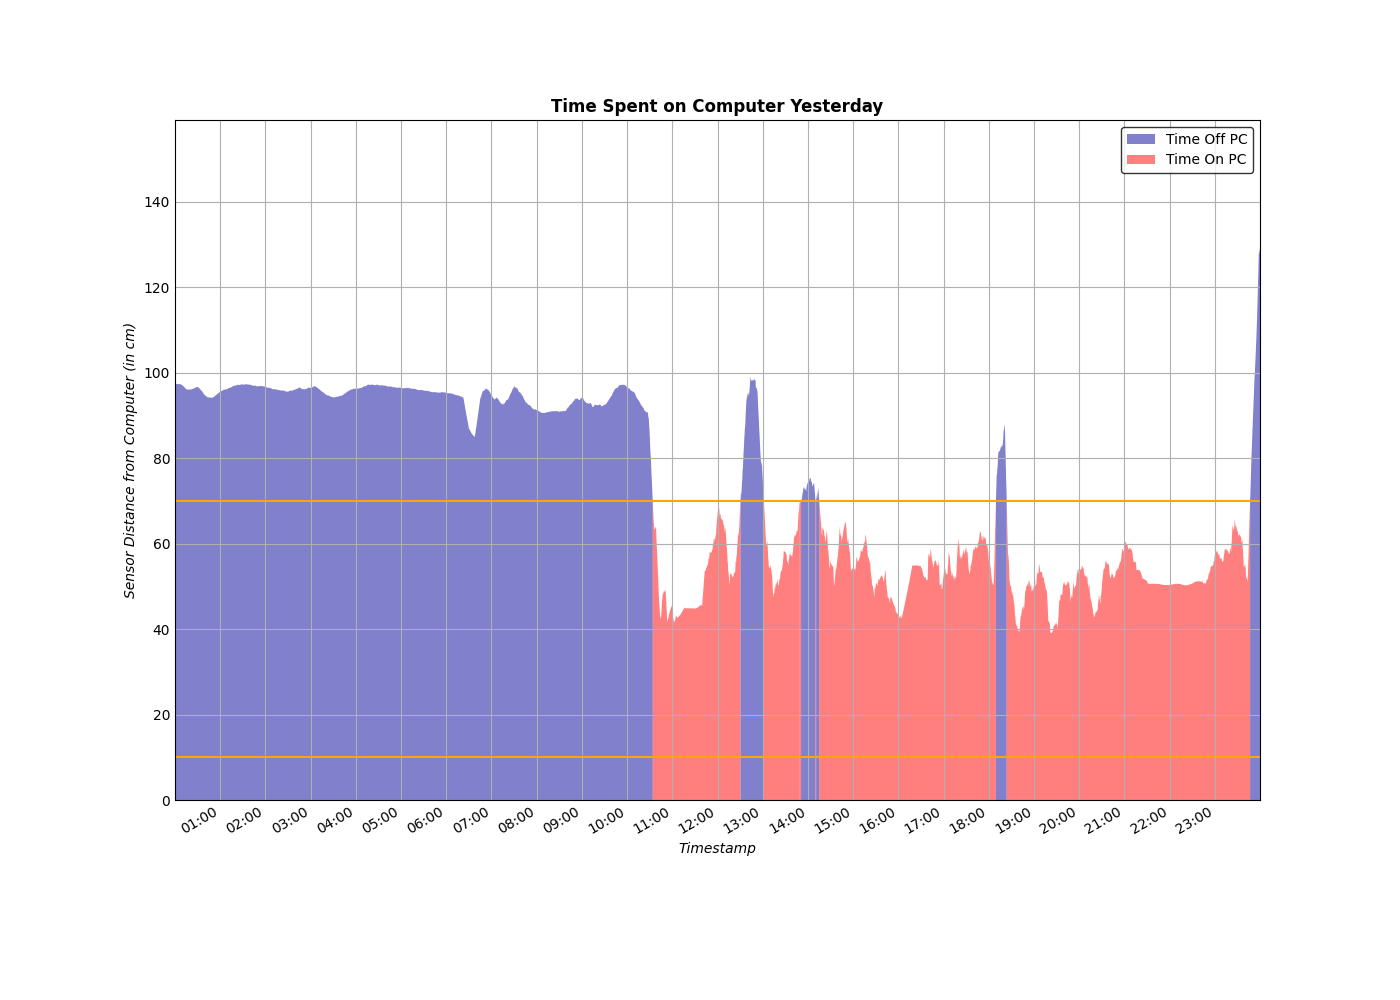 Time Spent on Computer Yesterday
Time Off PC
Time On PC
Sensor Distance from Computer (in cm)
140
120
100
80
60
40
20
0
01:00 02:00 03:00 04:00 05:00 06:00 07:00 08:00 09:00 10:00 11:00 12:00 13:00 14:00 15:00 16:00 17:00 18:00 19:00 20:00 21:00 22:00 23:00
Timestamp